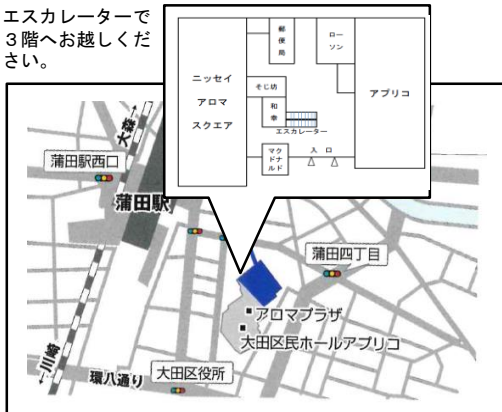 エスカレーターで
３階へお越しくだ
さい。
郵便局
ローソン
ニッセイ
アロマ
スクエア
そじ坊
和幸
アプリコ
エスカレーター
マクドナルド
入口
大森
蒲田駅西口
蒲田駅
蒲田四丁目
アロマプラザ
大田区民ホールアプリコ
川崎
環八通り
大田区役所